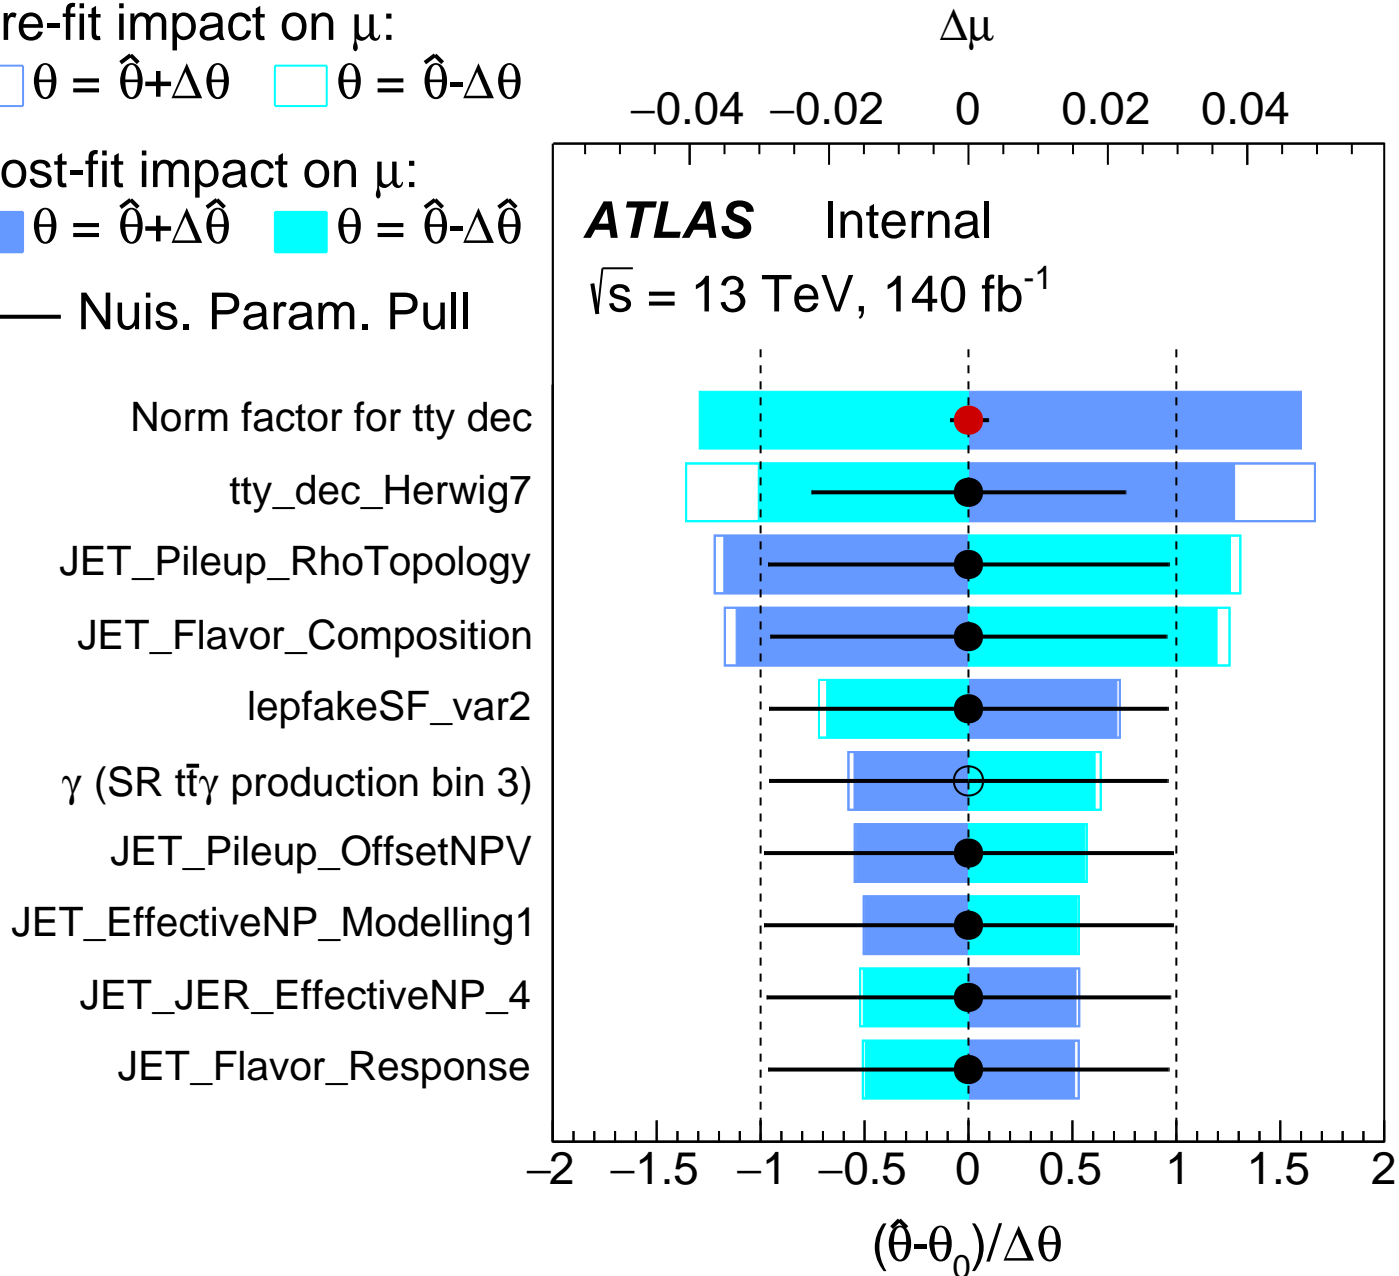 re-fit impact on μ:
θ = θ̂+Δθ θ = θ̂-Δθ
ost-fit impact on μ:
θ = θ̂+Δθ̂ θ = θ̂-Δθ̂
Nuis. Param. Pull
Δμ
−0.04 −0.02 0 0.02 0.04
ATLAS Internal
√s = 13 TeV, 140 fb⁻¹
Norm factor for tty dec
tty_dec_Herwig7
JET_Pileup_RhoTopology
JET_Flavor_Composition
lepfakeSF_var2
γ (SR tt̄γ production bin 3)
JET_Pileup_OffsetNPV
JET_EffectiveNP_Modelling1
JET_JER_EffectiveNP_4
JET_Flavor_Response
−2 −1.5 −1 −0.5 0 0.5 1 1.5 2
(θ̂-θ₀)/Δθ